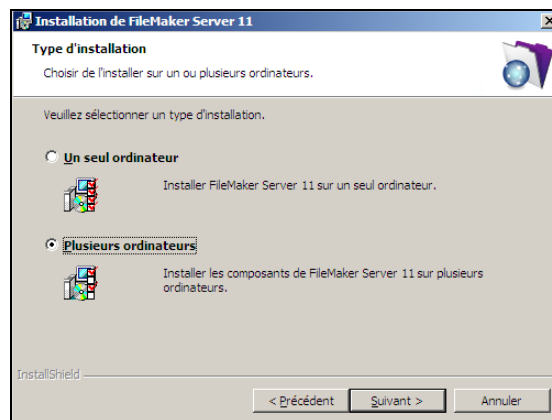 Installation de FileMaker Server 11
Type d'installation
Choisir de l'installer sur un ou plusieurs ordinateurs.
Veuillez sélectionner un type d'installation.
Un seul ordinateur
Installer FileMaker Server 11 sur un seul ordinateur.
Plusieurs ordinateurs
Installer les composants de FileMaker Server 11 sur plusieurs
ordinateurs.
InstallShield
< Précédent Suivant > Annuler